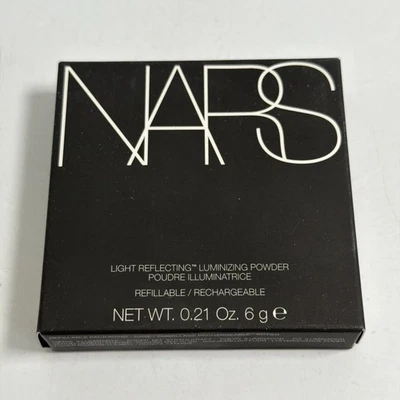 NARS
LIGHT REFLECTING™ LUMINIZING POWDER
POUDRE ILLUMINATRICE
REFILLABLE / RECHARGEABLE
NET WT. 0.21 Oz. 6 g ℮